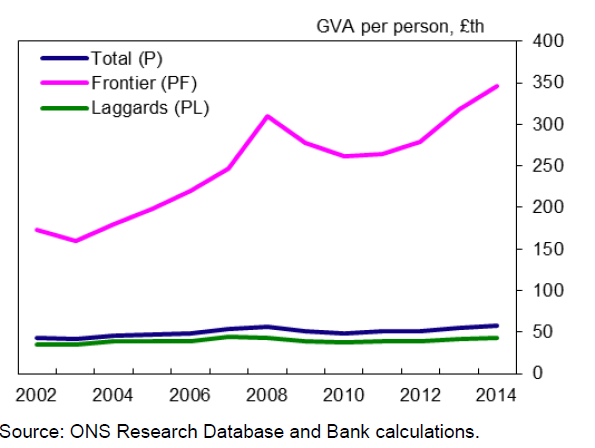 GVA per person, £th
Total (P)
Frontier (PF)
Laggards (PL)
400
350
300
250
200
150
100
50
0
2002 2004 2006 2008 2010 2012 2014
Source: ONS Research Database and Bank calculations.